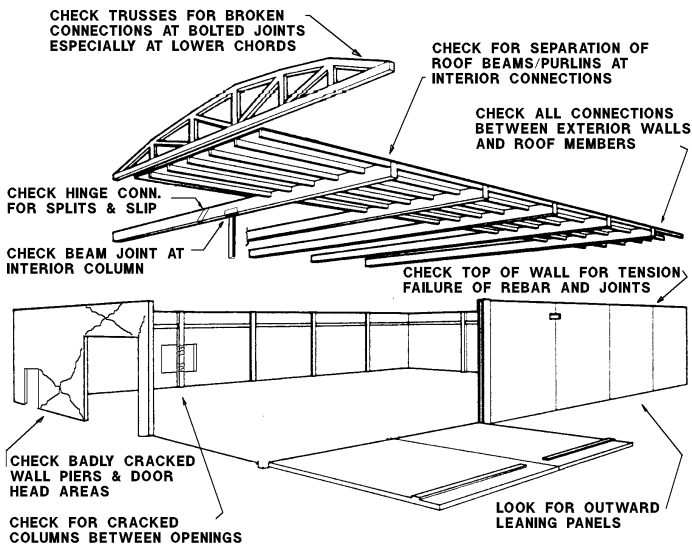 CHECK TRUSSES FOR BROKEN
CONNECTIONS AT BOLTED JOINTS
ESPECIALLY AT LOWER CHORDS
CHECK FOR SEPARATION OF
ROOF BEAMS/PURLINS AT
INTERIOR CONNECTIONS
CHECK ALL CONNECTIONS
BETWEEN EXTERIOR WALLS
AND ROOF MEMBERS
CHECK HINGE CONN.
FOR SPLITS & SLIP
CHECK BEAM JOINT AT
INTERIOR COLUMN
CHECK TOP OF WALL FOR TENSION
FAILURE OF REBAR AND JOINTS
CHECK BADLY CRACKED
WALL PIERS & DOOR
HEAD AREAS
CHECK FOR CRACKED
COLUMNS BETWEEN OPENINGS
LOOK FOR OUTWARD
LEANING PANELS